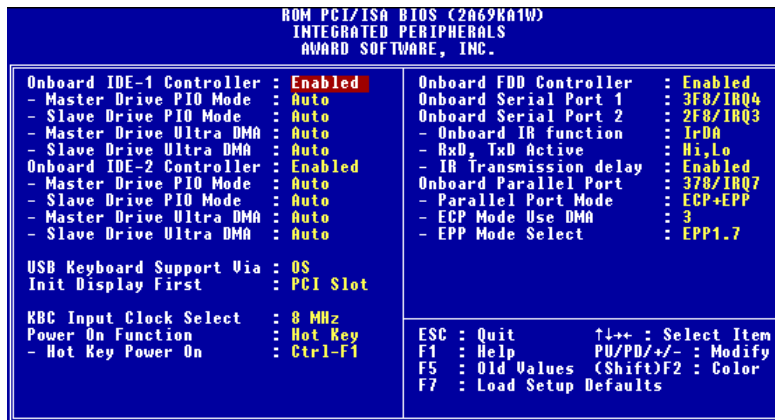 ROM PCI/ISA BIOS (2A69KA1W)
INTEGRATED PERIPHERALS
AWARD SOFTWARE, INC.
Onboard IDE-1 Controller : Enabled
- Master Drive PIO Mode : Auto
- Slave Drive PIO Mode : Auto
- Master Drive Ultra DMA : Auto
- Slave Drive Ultra DMA : Auto
Onboard IDE-2 Controller : Enabled
- Master Drive PIO Mode : Auto
- Slave Drive PIO Mode : Auto
- Master Drive Ultra DMA : Auto
- Slave Drive Ultra DMA : Auto
USB Keyboard Support Via : OS
Init Display First : PCI Slot
KBC Input Clock Select : 8 MHz
Power On Function : Hot Key
- Hot Key Power On : Ctrl-F1
Onboard FDD Controller : Enabled
Onboard Serial Port 1 : 3F8/IRQ4
Onboard Serial Port 2 : 2F8/IRQ3
- Onboard IR function : IrDA
- RxD, TxD Active : Hi,Lo
- IR Transmission delay : Enabled
Onboard Parallel Port : 378/IRQ7
- Parallel Port Mode : ECP+EPP
- ECP Mode Use DMA : 3
- EPP Mode Select : EPP1.7
ESC : Quit ↑↓→← : Select Item
F1 : Help PU/PD/+/- : Modify
F5 : Old Values (Shift)F2 : Color
F7 : Load Setup Defaults